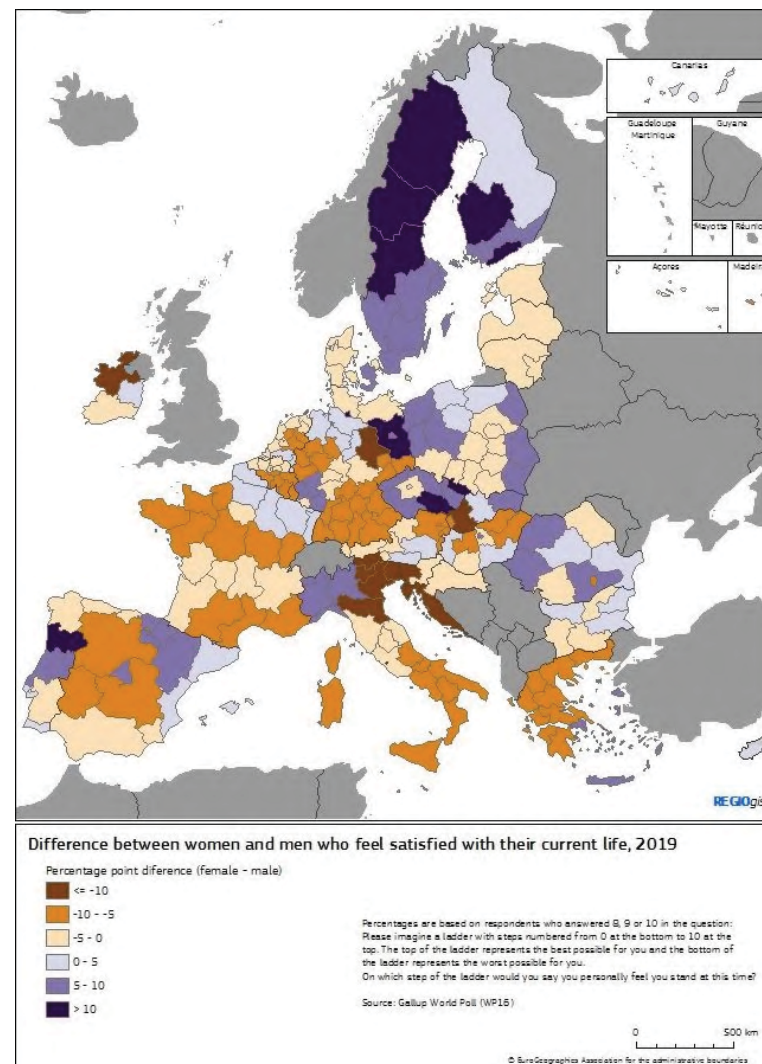 Canarias
Guadeloupe
Martinique
Guyane
Mayotte
Réunion
Açores
Madeir
REGIOgis
Difference between women and men who feel satisfied with their current life, 2019
Percentage point diference (female - male)
<= -10
-10 - -5
-5 - 0
0 - 5
5 - 10
> 10
Percentages are based on respondents who answered 8, 9 or 10 in the question:
Please imagine a ladder with steps numbered from 0 at the bottom to 10 at the
top. The top of the ladder represents the best possible for you and the bottom of
the ladder represents the worst possible for you.
On which step of the ladder would you say you personally feel you stand at this time?
Source: Gallup World Poll (WP16)
0 500 km
© EuroGeographics Association for the administrative boundaries